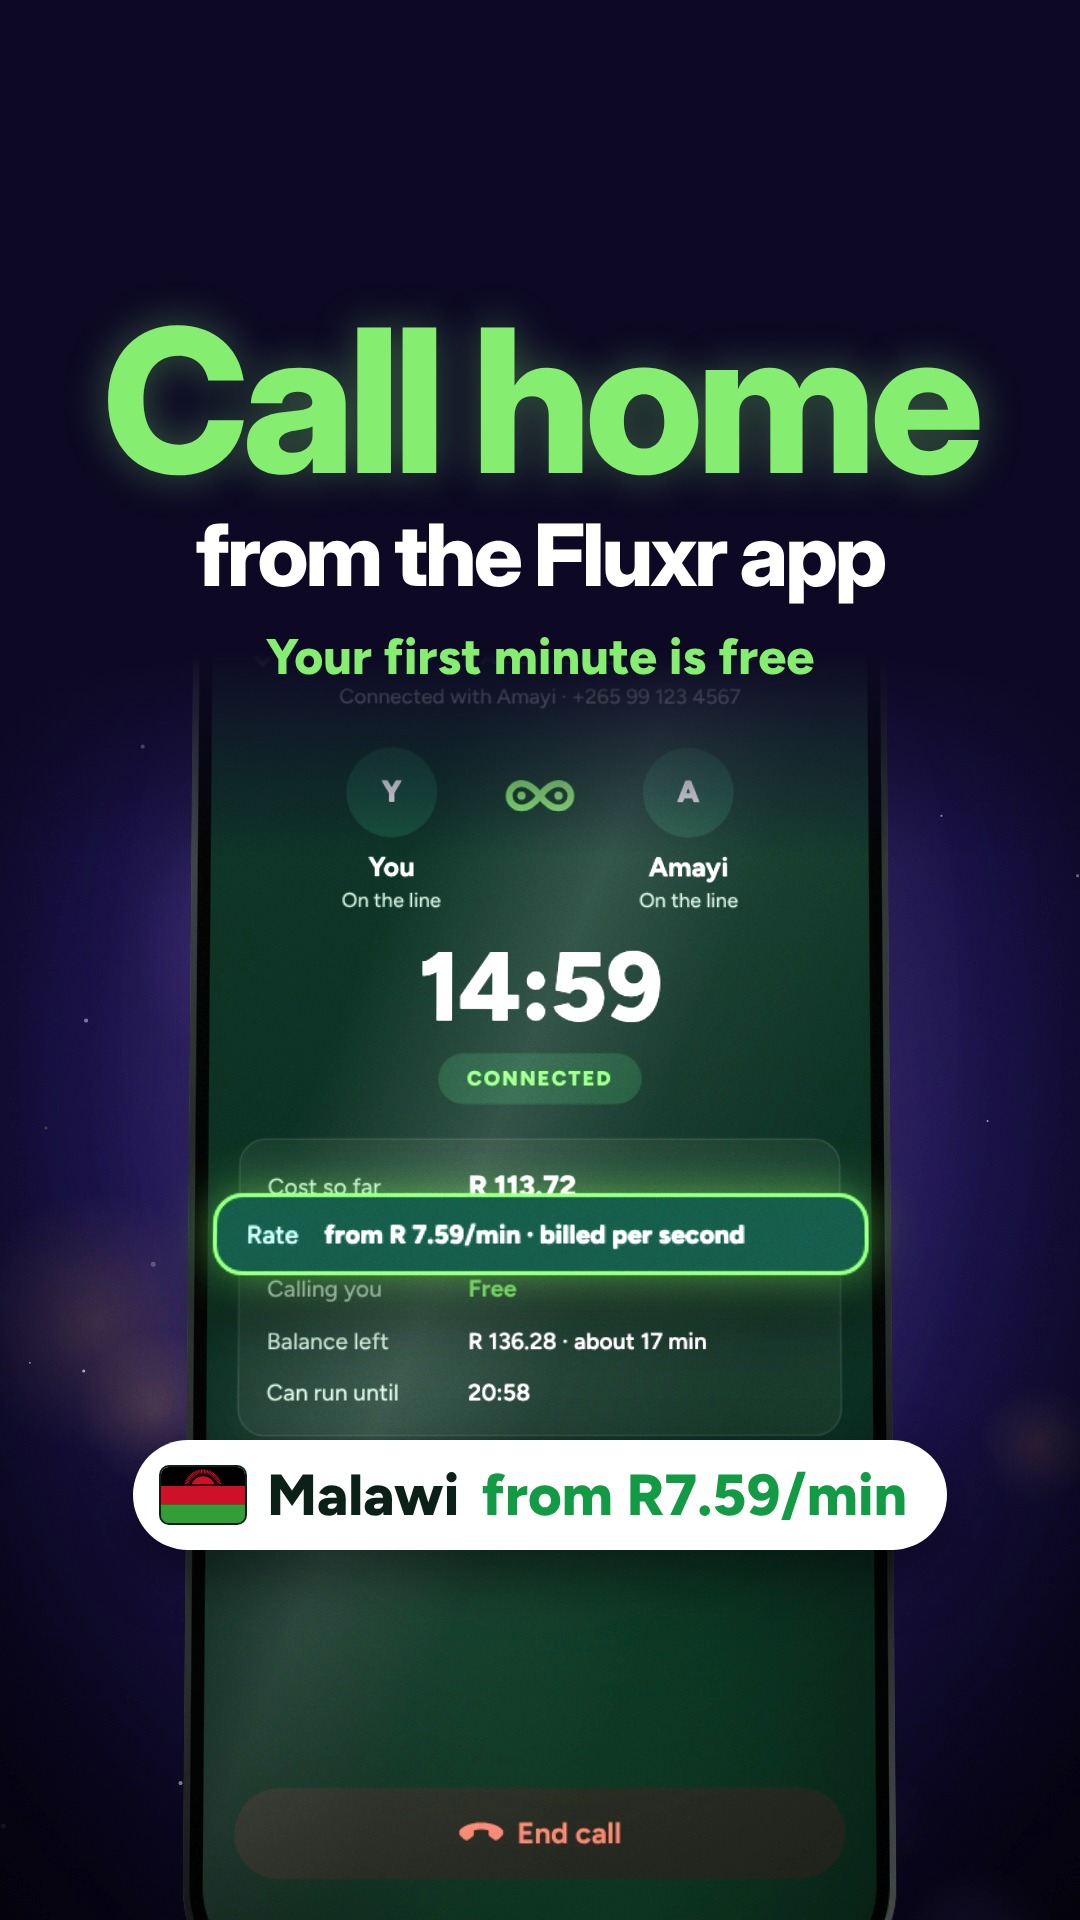 Call home
from the Fluxr app
Your first minute is free
Connected with Amayi · +265 99 123 4567
Y
A
You
Amayi
On the line
On the line
14:59
CONNECTED
Cost so far R 113.72
Rate from R 7.59/min · billed per second
Calling you Free
Balance left R 136.28 · about 17 min
Can run until 20:58
Malawi from R7.59/min
End call